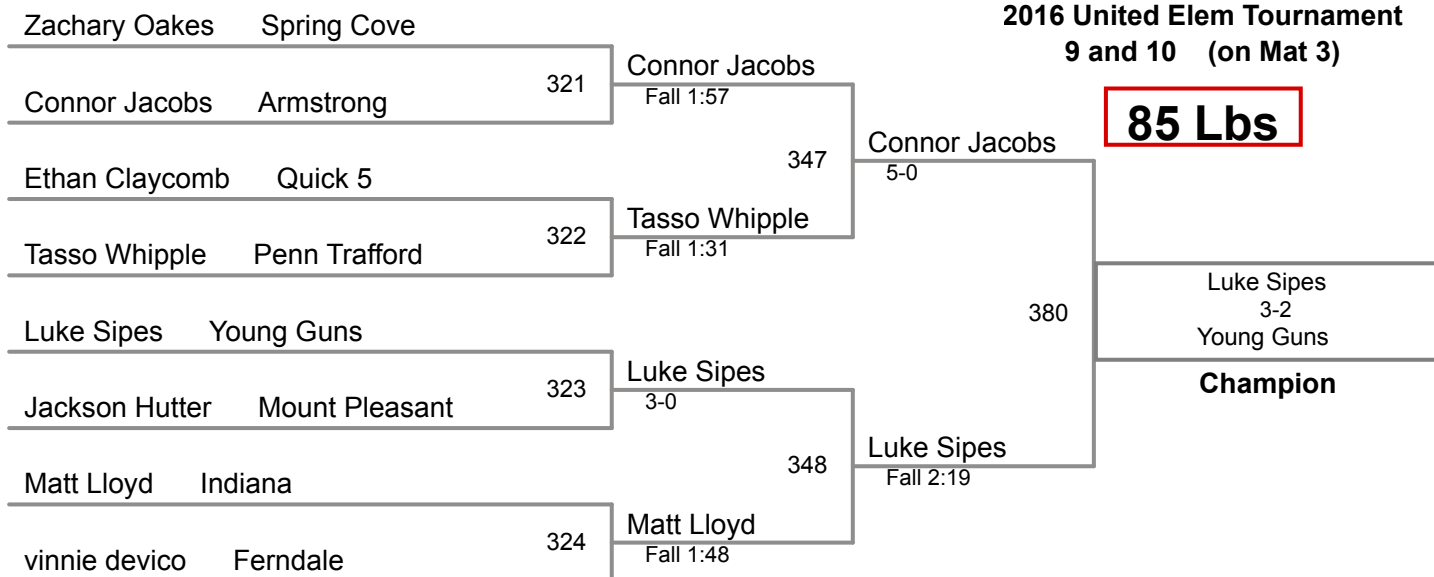 2016 United Elem Tournament
9 and 10 (on Mat 3)
85 Lbs
Zachary Oakes Spring Cove
321
Connor Jacobs Armstrong
Connor Jacobs
Fall 1:57
Ethan Claycomb Quick 5
322
Tasso Whipple Penn Trafford
Tasso Whipple
Fall 1:31
347
Connor Jacobs
5-0
Luke Sipes Young Guns
323
Jackson Hutter Mount Pleasant
Luke Sipes
3-0
Matt Lloyd Indiana
324
vinnie devico Ferndale
Matt Lloyd
Fall 1:48
348
Luke Sipes
Fall 2:19
380
Luke Sipes
3-2
Young Guns
Champion